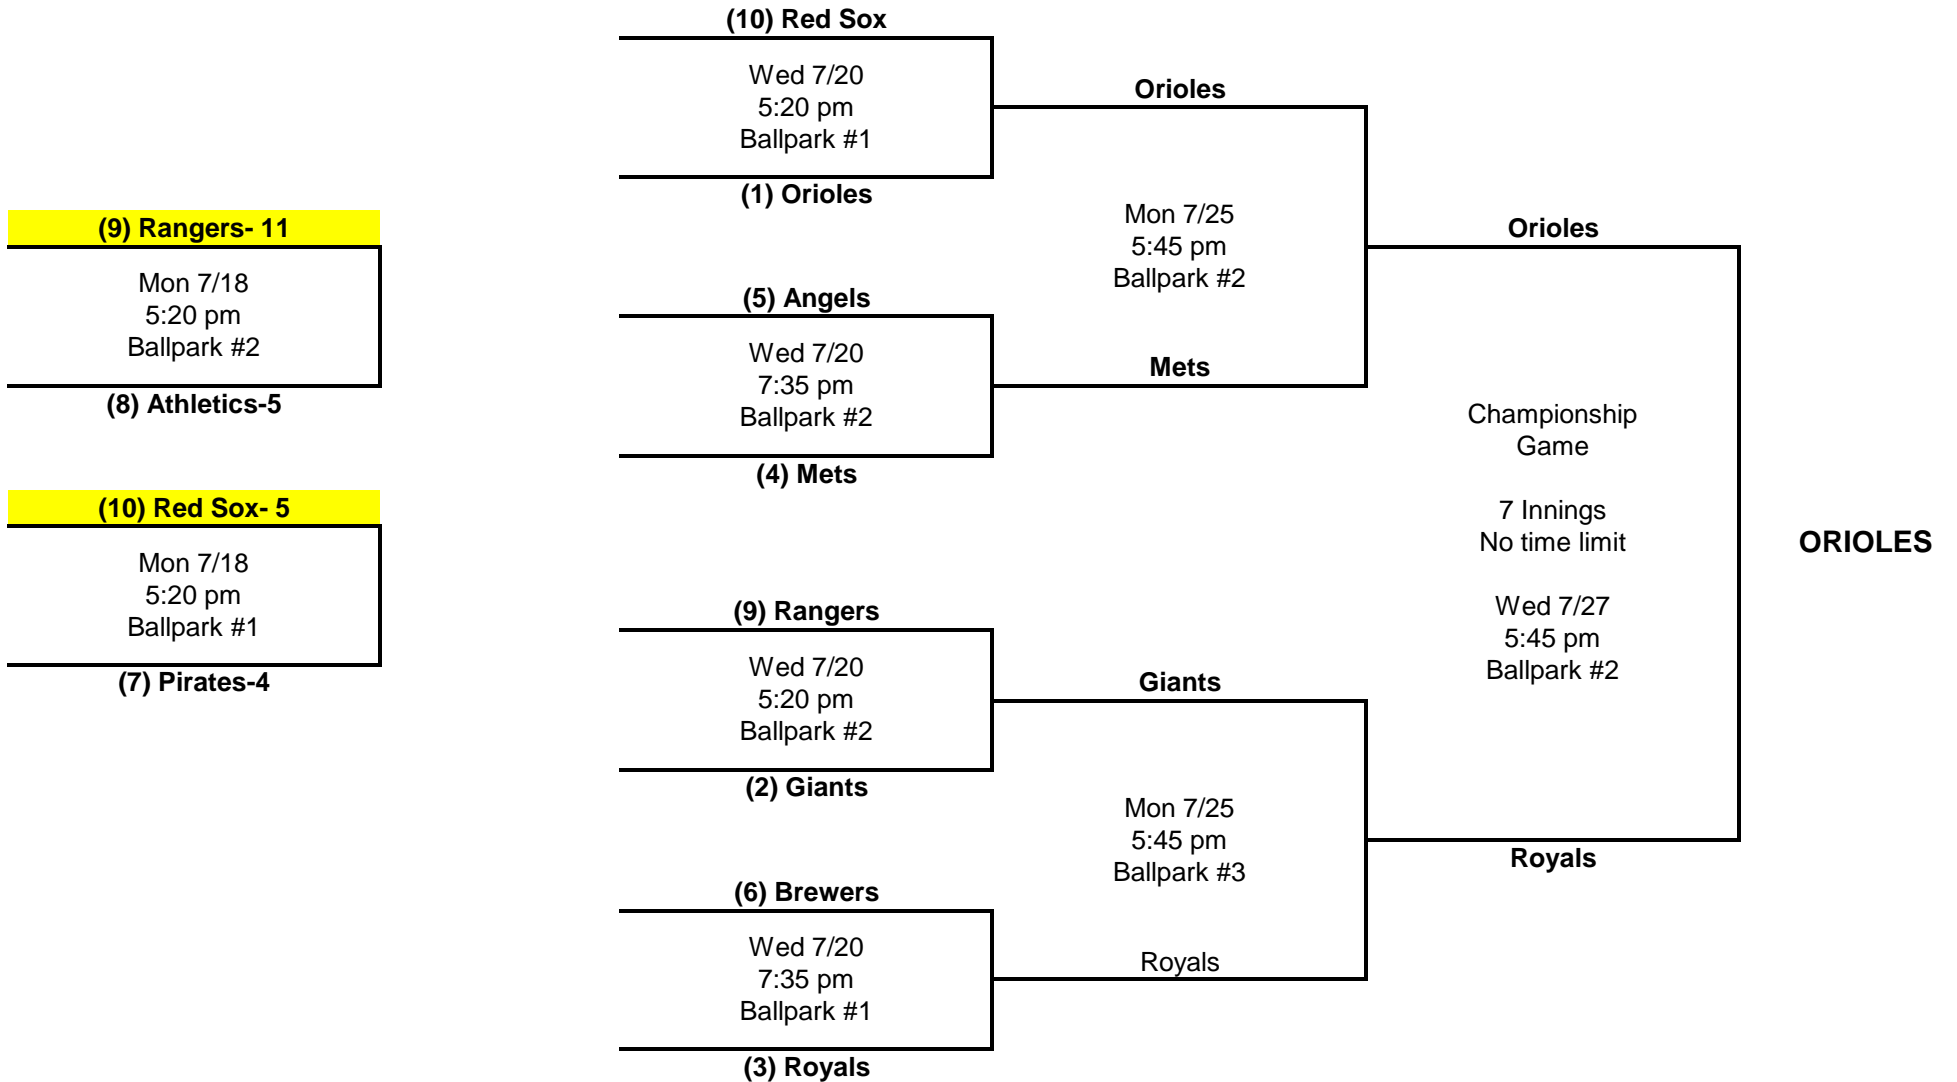 (9) Rangers- 11
Mon 7/18
5:20 pm
Ballpark #2
(8) Athletics-5
(10) Red Sox- 5
Mon 7/18
5:20 pm
Ballpark #1
(7) Pirates-4
(10) Red Sox
Wed 7/20
5:20 pm
Ballpark #1
(1) Orioles
(5) Angels
Wed 7/20
7:35 pm
Ballpark #2
(4) Mets
(9) Rangers
Wed 7/20
5:20 pm
Ballpark #2
(2) Giants
(6) Brewers
Wed 7/20
7:35 pm
Ballpark #1
(3) Royals
Orioles
Mon 7/25
5:45 pm
Ballpark #2
Mets
Giants
Mon 7/25
5:45 pm
Ballpark #3
Royals
Orioles
Championship
Game
7 Innings
No time limit
Wed 7/27
5:45 pm
Ballpark #2
Royals
ORIOLES